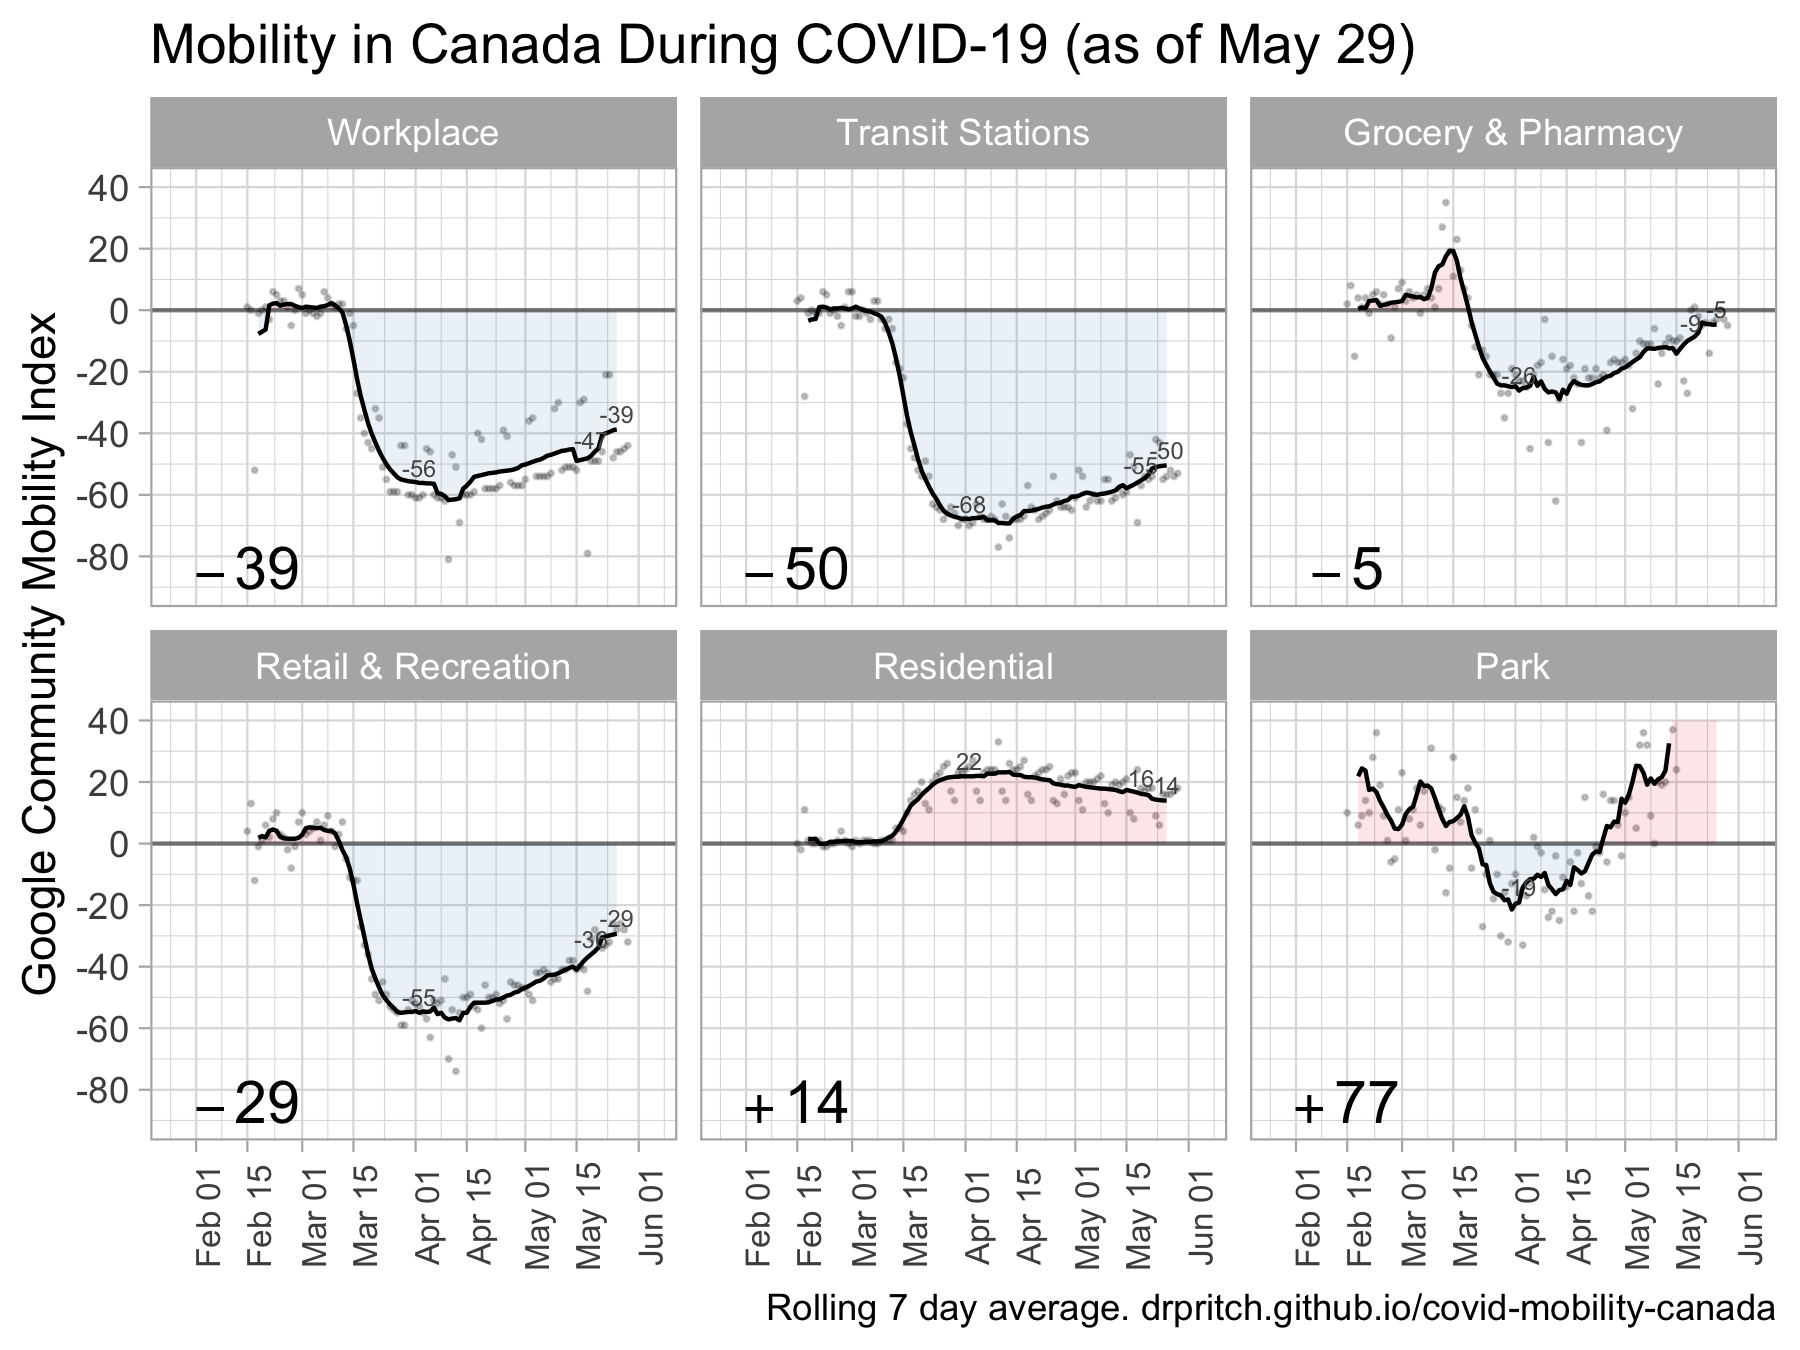 Mobility in Canada During COVID-19 (as of May 29)
Google Community Mobility Index
Workplace
Transit Stations
Grocery & Pharmacy
40
20
0
-20
-40
-60
-80
-56
-47
-39
−39
-68
-55
-50
−50
-26
-9
-5
−5
Retail & Recreation
Residential
Park
40
20
0
-20
-40
-60
-80
-55
-36
-29
−29
22
16
14
+14
-19
+77
Feb 01
Feb 15
Mar 01
Mar 15
Apr 01
Apr 15
May 01
May 15
Jun 01
Feb 01
Feb 15
Mar 01
Mar 15
Apr 01
Apr 15
May 01
May 15
Jun 01
Feb 01
Feb 15
Mar 01
Mar 15
Apr 01
Apr 15
May 01
May 15
Jun 01
Rolling 7 day average. drpritch.github.io/covid-mobility-canada